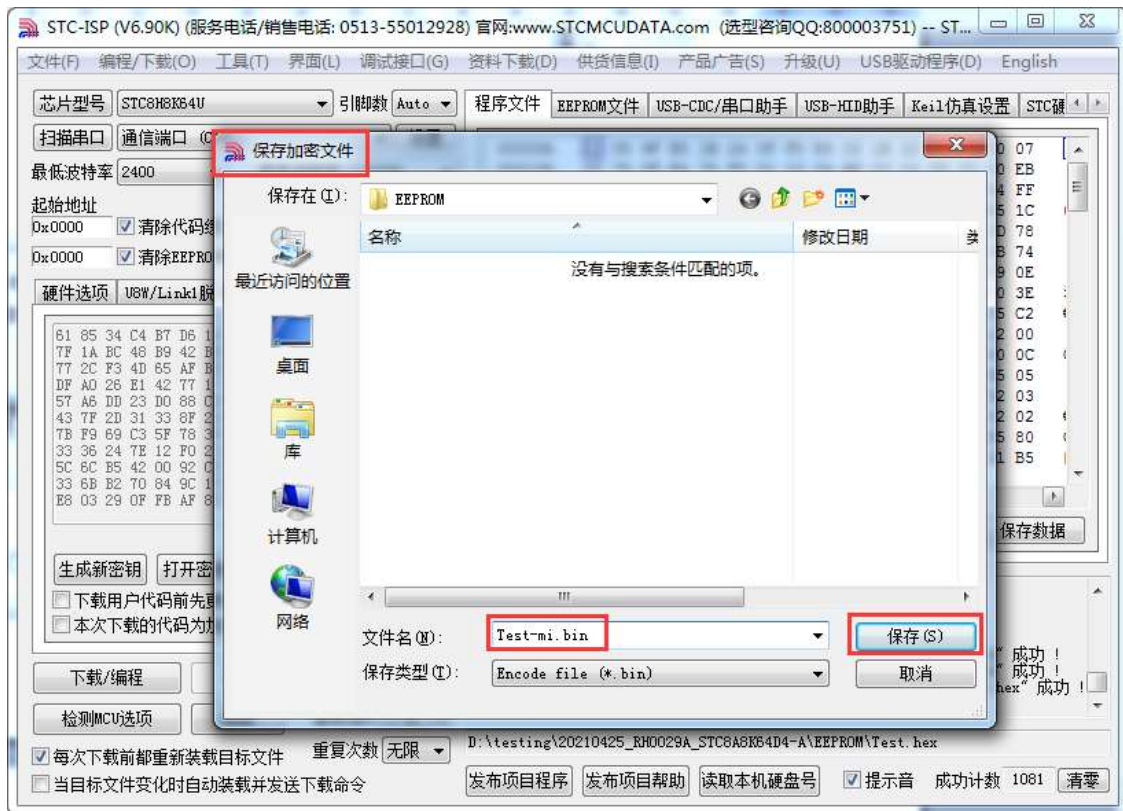 STC-ISP (V6.90K) (服务电话/销售电话: 0513-55012928) 官网:www.STCMCUDATA.com (选型咨询QQ:800003751) -- ST...
文件(F) 编程/下载(O) 工具(T) 界面(L) 调试接口(G) 资料下载(D) 供货信息(I) 产品广告(S) 升级(U) USB驱动程序(D) English
芯片型号 STC8H8K64U 引脚数 Auto 程序文件 EEPROM文件 USB-CDC/串口助手 USB-HID助手 Keil仿真设置 STC硬
扫描串口 通信端口
保存加密文件
最低波特率 2400
起始地址
0x0000 清除代码
0x0000 清除EEPRO
硬件选项 U8W/Link1脱
保存在(I): EEPROM
名称 修改日期
没有与搜索条件匹配的项。
最近访问的位置
桌面
库
计算机
网络
61 85 34 C4 B7 D6 1
7F 1A BC 48 B9 42 B
77 2C F3 4D 65 AF B
DF A0 26 E1 42 77 1
57 A6 DD 23 D0 88 C
43 7F 2D 31 33 8F 2
7B F9 69 C3 5F 78 3
33 36 24 7E 12 F0 2
5C 6C B5 42 00 92 C
33 6B B2 70 84 9C 1
E8 03 29 0F FB AF 8
0 07
0 EB
4 FF
5 1C
D 78
B 74
9 0E
0 3E
5 C2
2 00
0 0C
5 05
2 03
2 02
5 80
1 B5
保存数据
生成新密钥 打开密
下载用户代码前先
本次下载的代码为
文件名(N): Test-mi.bin 保存(S)
保存类型(T): Encode file (*.bin) 取消
" 成功 !
" 成功 !
hex" 成功 !
下载/编程
检测MCU选项
每次下载前都重新装载目标文件 重复次数 无限
当目标文件变化时自动装载并发送下载命令
D:\testing\20210425_RH0029A_STC8A8K64D4-A\EEPROM\Test.hex
发布项目程序 发布项目帮助 读取本机硬盘号 提示音 成功计数 1081 清零